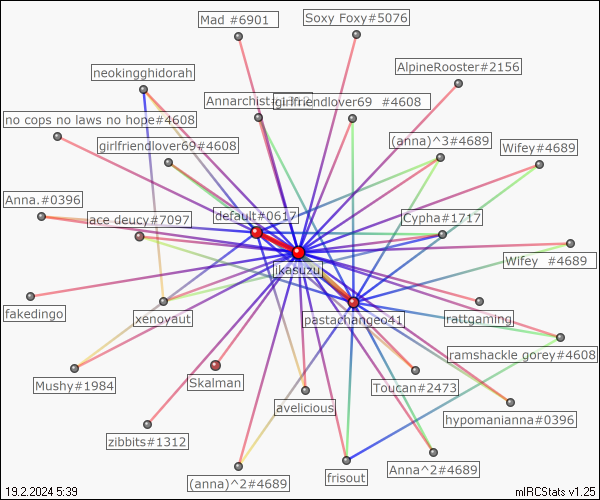 Mad #6901
Soxy Foxy#5076
neokingghidorah
AlpineRooster#2156
girlfriendlover69 #4608
no cops no laws no hope#4608
girlfriendlover69#4608
(anna)^3#4689
Wifey#4689
Anna.#0396
ace deucy#7097
default#0617
Cypha#1717
jikasuzu
Wifey #4689
fakedingo
xenoyaut
pastachangeo41
rattgaming
ramshackle gorey#4608
Mushy#1984
Skalman
Toucan#2473
avelicious
hypomanianna#0396
zibbits#1312
(anna)^2#4689
frisout
Anna^2#4689
19.2.2024 5:39
mIRCStats v1.25